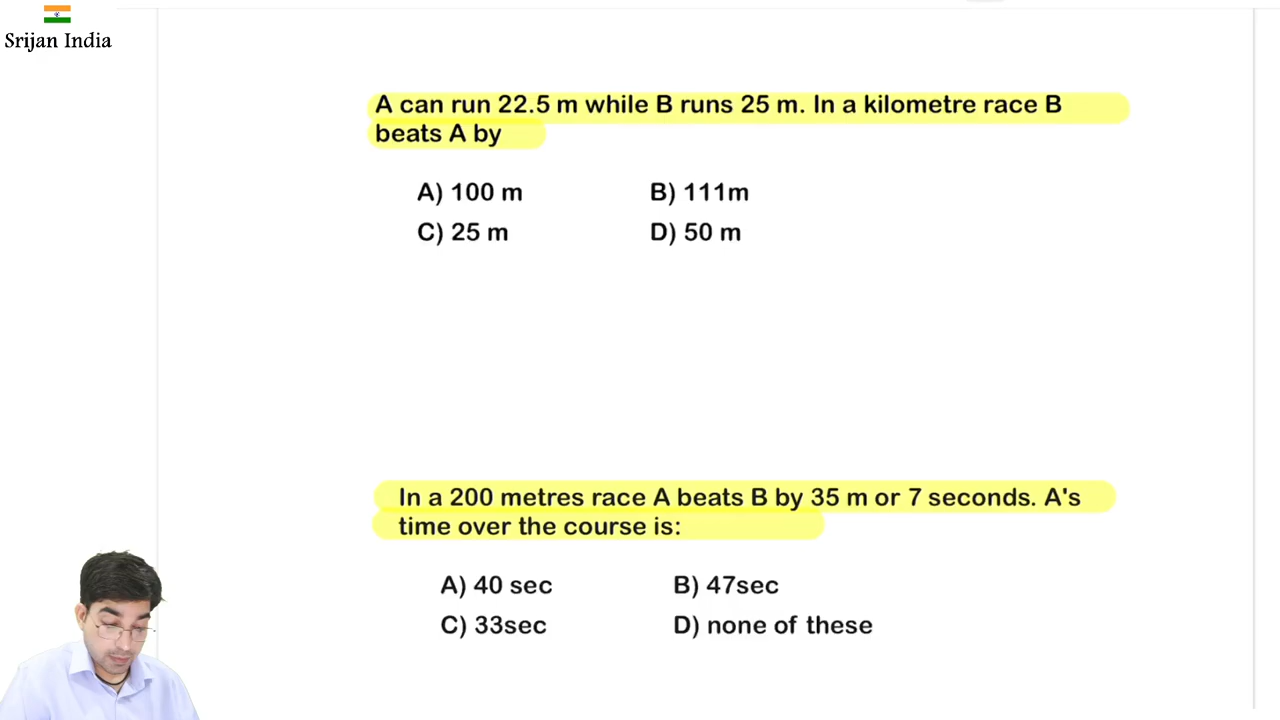 Srijan India
A can run 22.5 m while B runs 25 m. In a kilometre race B
beats A by
A) 100 m B) 111m
C) 25 m D) 50 m
In a 200 metres race A beats B by 35 m or 7 seconds. A's
time over the course is:
A) 40 sec B) 47sec
C) 33sec D) none of these